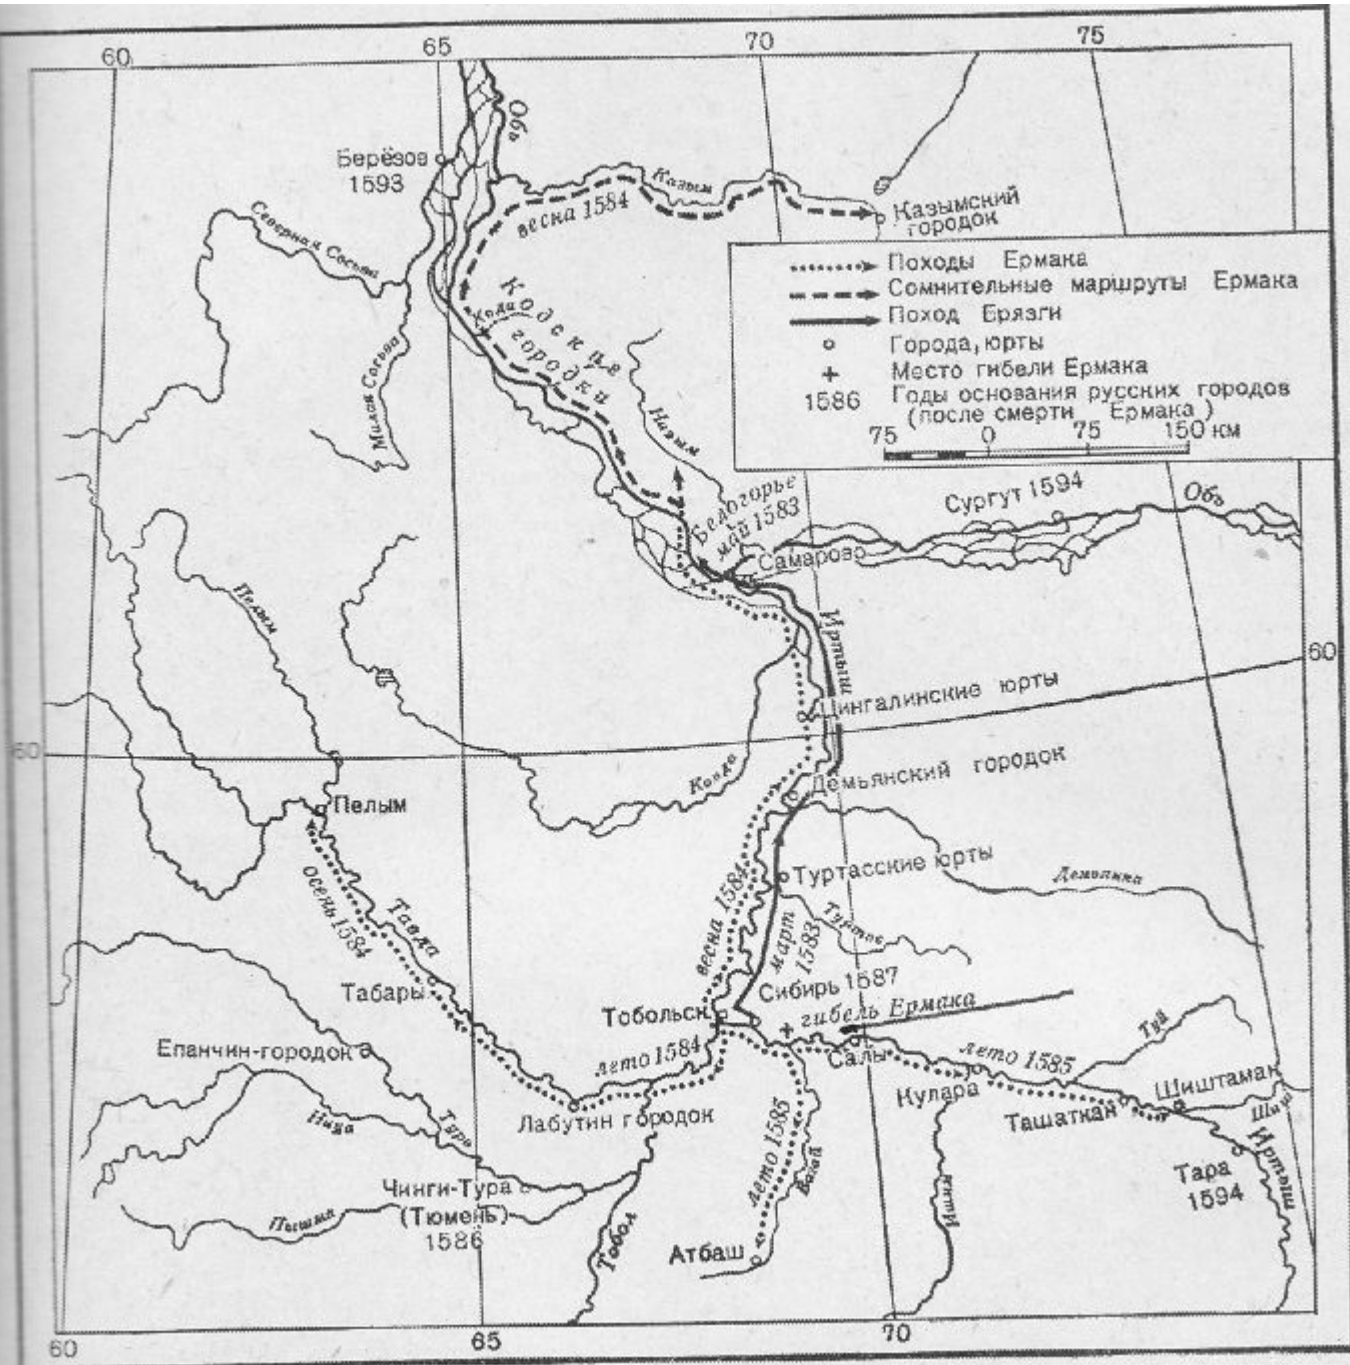 60
65
70
75
Обь
Берёзов
1593
Казым
весна 1584
Казымский
городок
Северная Сосьва
Походы Ермака
Сомнительные маршруты Ермака
Поход Брязги
Города, юрты
Место гибели Ермака
1586 Годы основания русских городов
(после смерти Ермака)
75 0 75 150 км
Кодские
городки
Малая Сосьва
Назым
Белогорье
май 1583
Сургут 1594
Обь
Самарово
Пелым
Иртыш
60
Цингалинские юрты
60
Конда
Демьянский городок
Пелым
Туртасские юрты
Демьянка
осень 1584
Тавда
весна 1584
Туртас
март
1583
Табары
Сибирь 1587
Тобольск
гибель Ермака
Епанчин-городок
лето 1584
Салы
лето 1585
Туй
Кулара
Шиштамак
Ташаткан
Шиш
Ница
Тура
Лабутин городок
лето 1585
Вагай
Иртыш
Тара
1594
Чинги-Тура
(Тюмень)
1586
Пышма
Тобол
Ишим
Атбаш
60
65
70